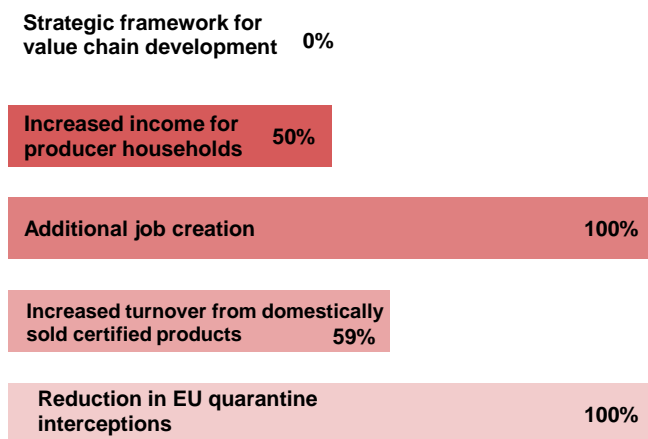 Strategic framework for
value chain development 0%
Increased income for
producer households 50%
Additional job creation 100%
Increased turnover from domestically
sold certified products 59%
Reduction in EU quarantine
interceptions 100%